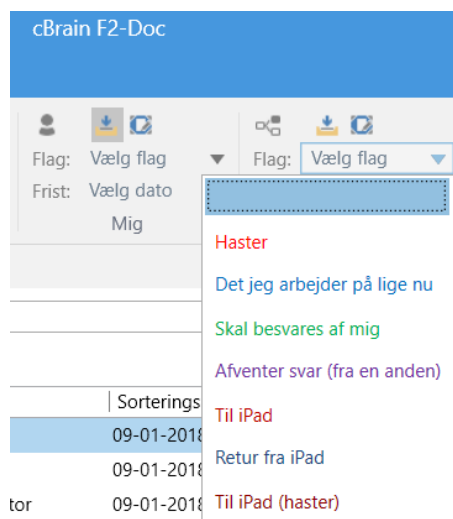 cBrain F2-Doc
Flag: Vælg flag Flag: Vælg flag
Frist: Vælg dato
Mig
Haster
Det jeg arbejder på lige nu
Skal besvares af mig
Afventer svar (fra en anden)
Til iPad
Retur fra iPad
Til iPad (haster)
Sorterings
09-01-2018
09-01-2018
tor 09-01-2018